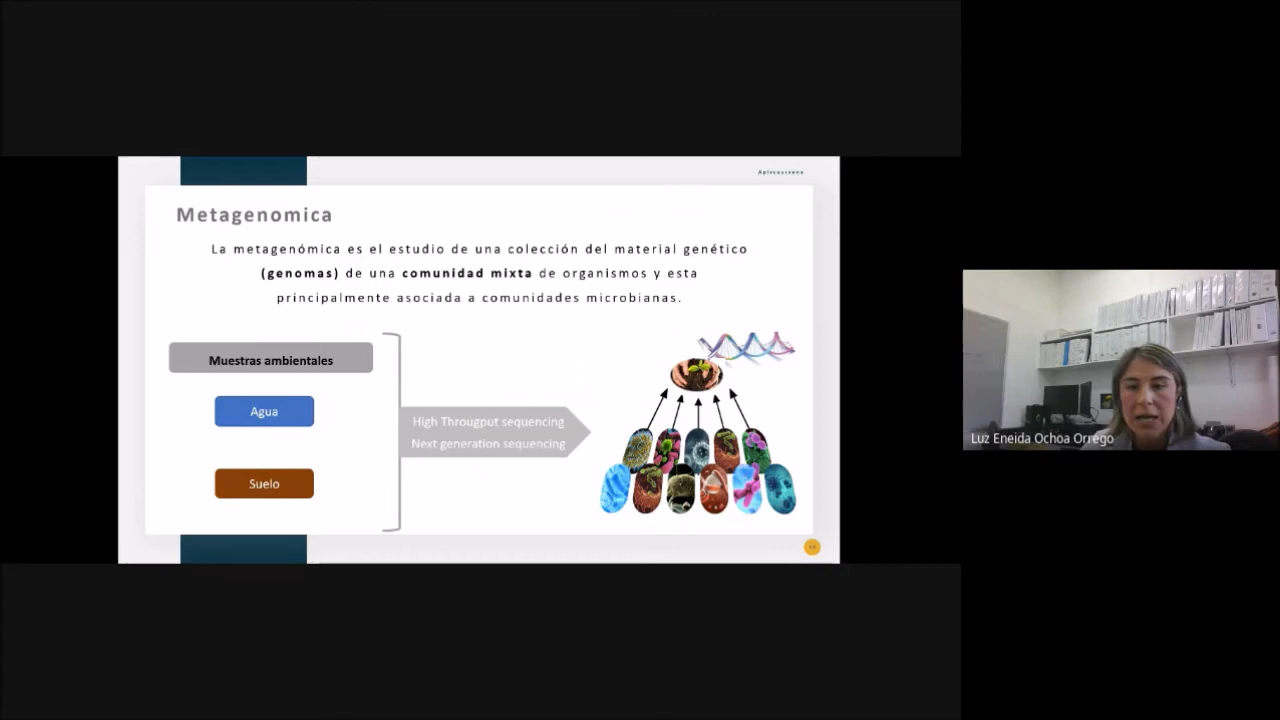 Aplicaciones
Metagenomica
La metagenómica es el estudio de una colección del material genético
(genomas) de una comunidad mixta de organismos y esta
principalmente asociada a comunidades microbianas.
Muestras ambientales
Agua
High Througput sequencing
Next generation sequencing
Suelo
Luz Eneida Ochoa Orrego